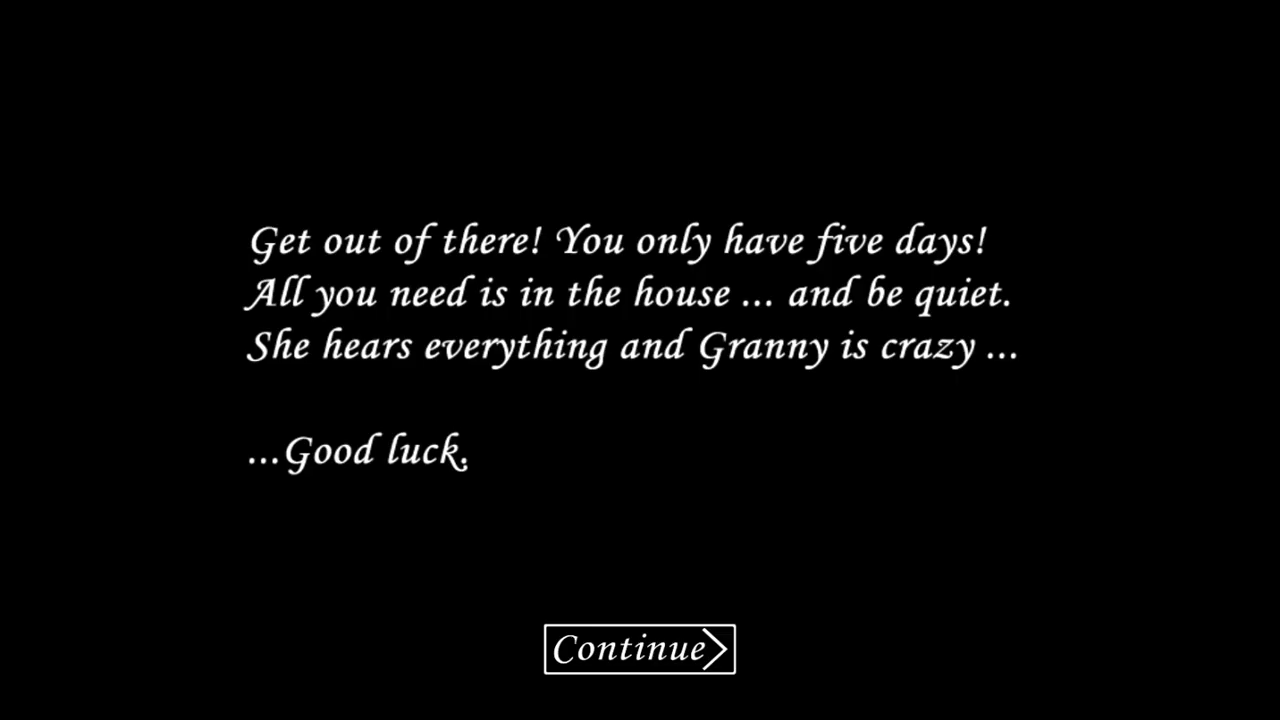 Get out of there! You only have five days!
All you need is in the house ... and be quiet.
She hears everything and Granny is crazy ...
...Good luck.
Continue>